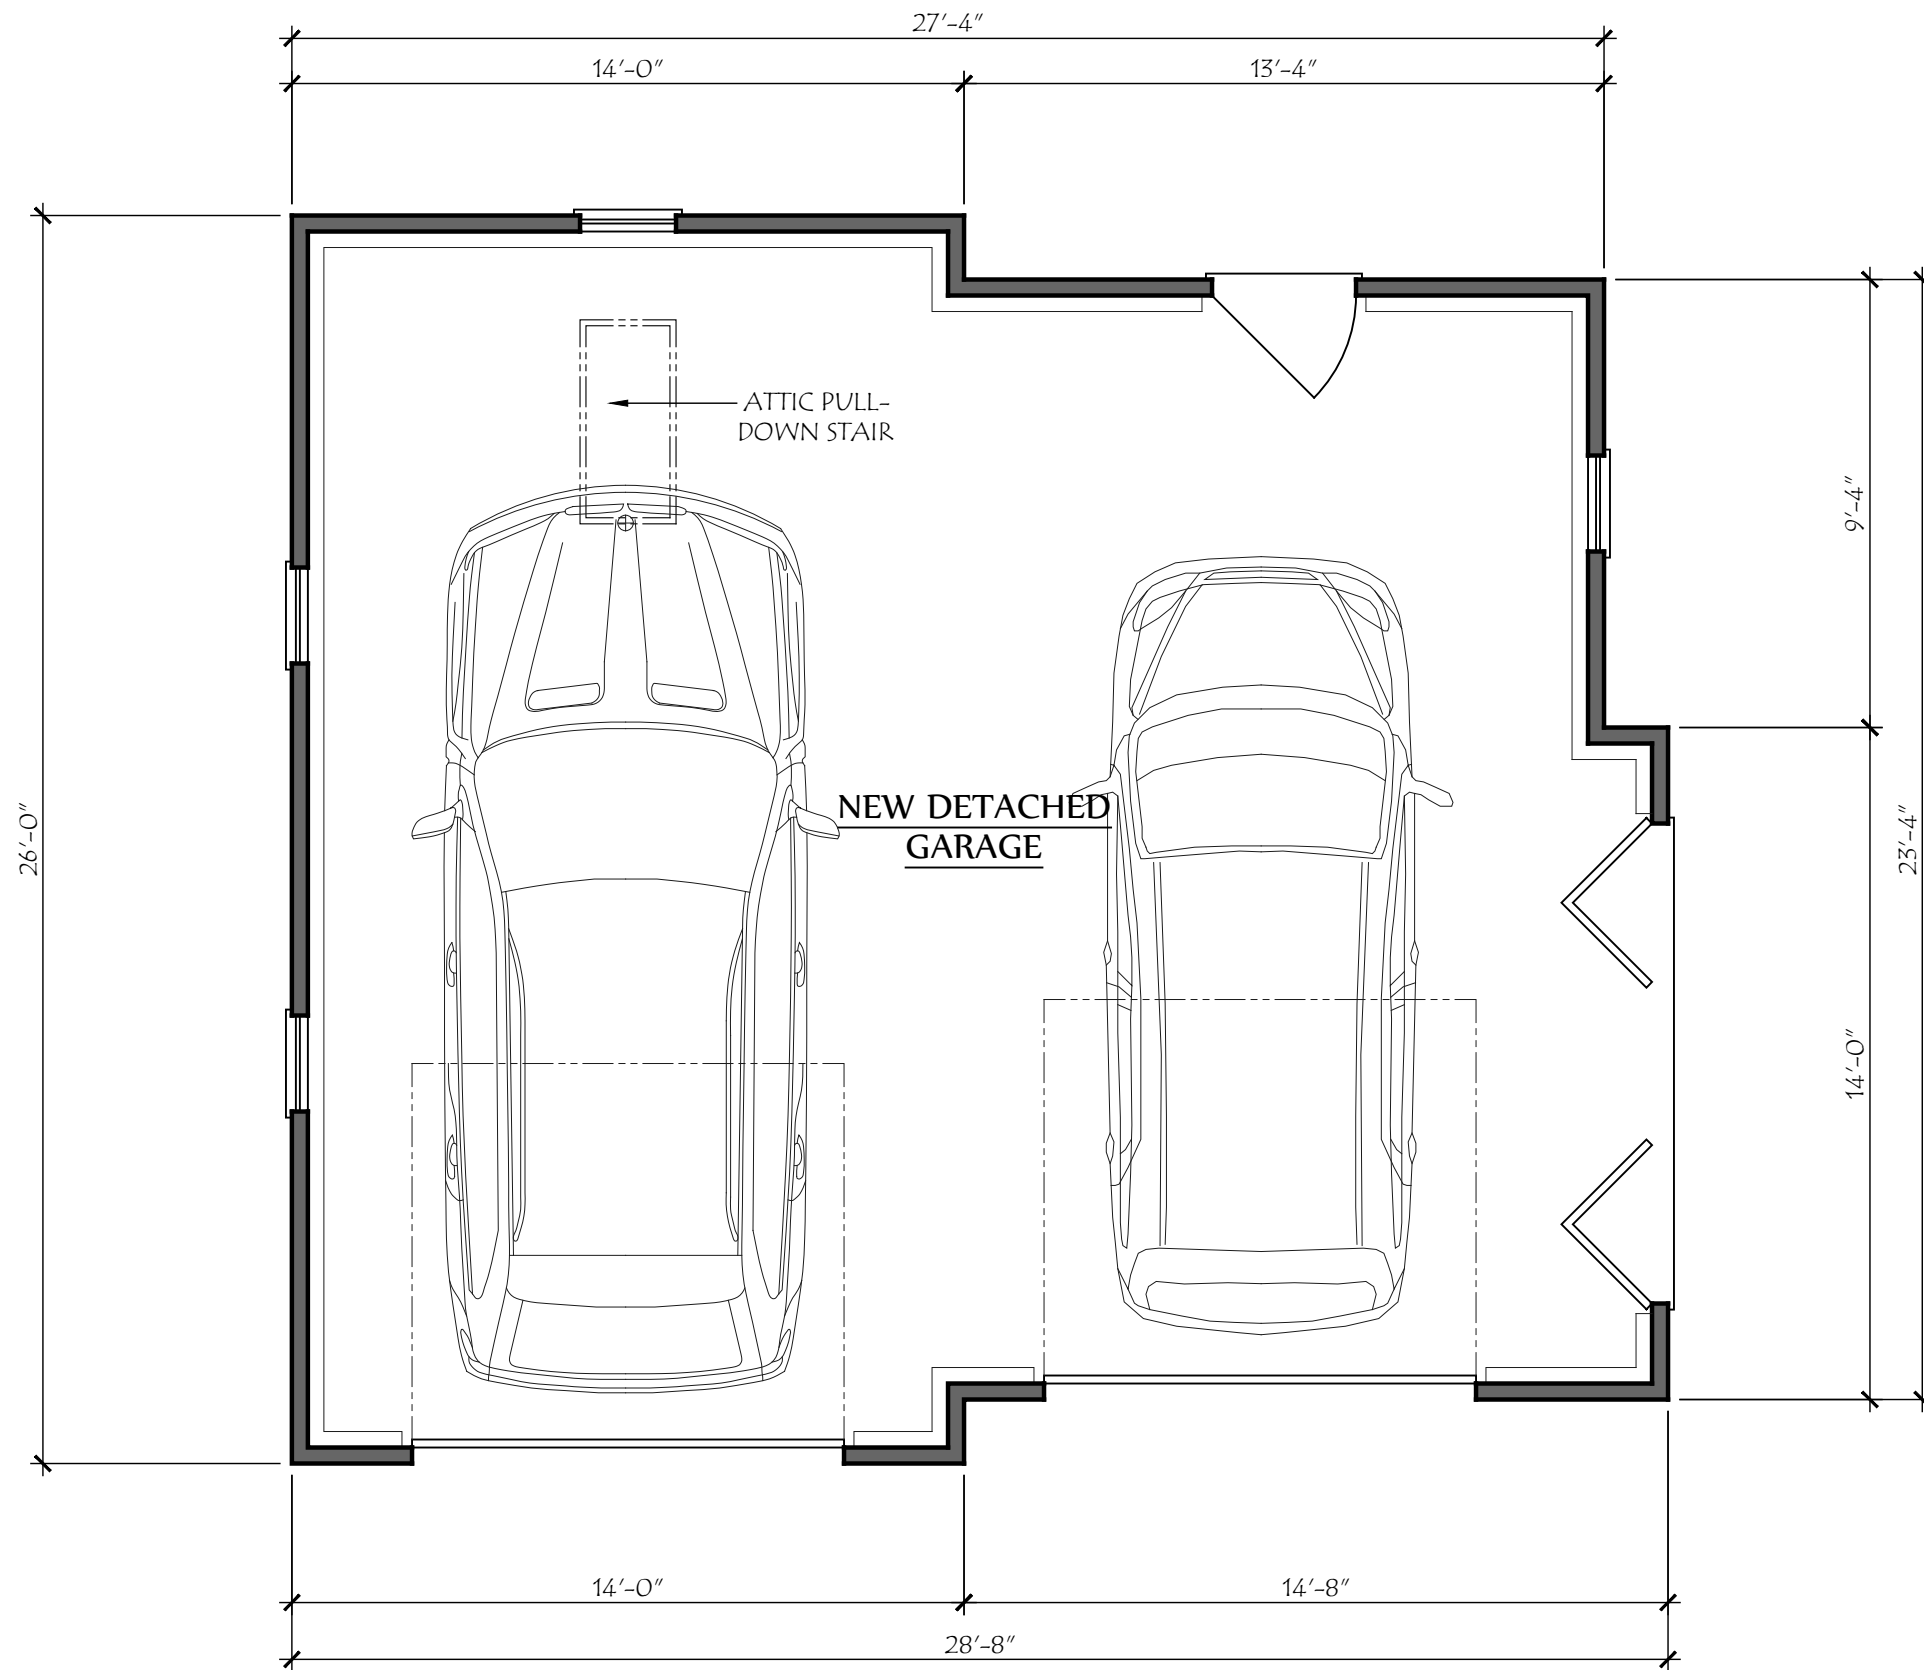 27'-4"
14'-0"
13'-4"
ATTIC PULL-
DOWN STAIR
9'-4"
NEW DETACHED
GARAGE
26'-0"
23'-4"
14'-0"
14'-0"
14'-8"
28'-8"